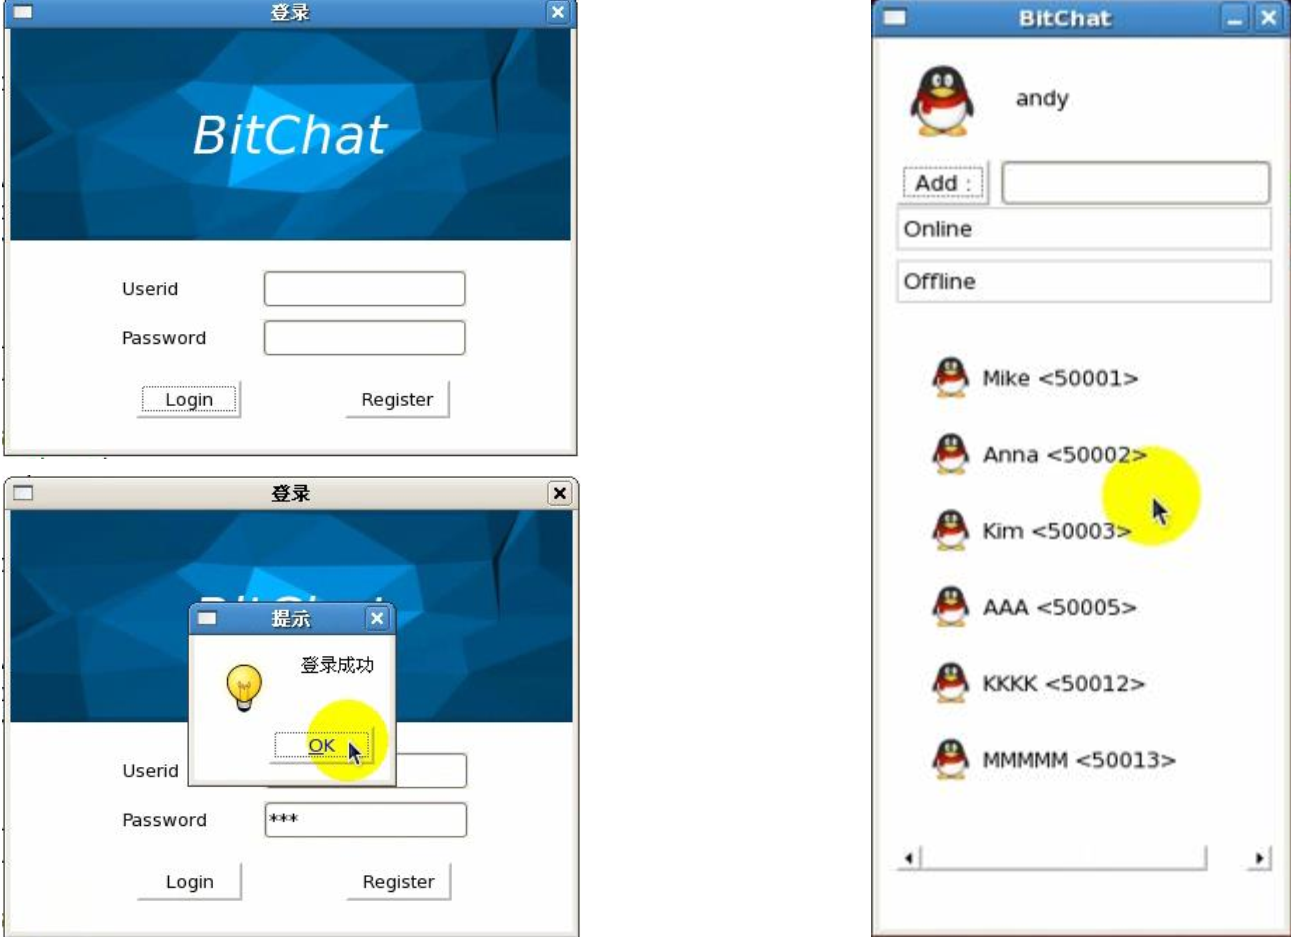 登录
BitChat
Userid
Password
Login
Register
登录
提示
登录成功
OK
Userid
Password
***
Login
Register
BitChat
andy
Add :
Online
Offline
Mike <50001>
Anna <50002>
Kim <50003>
AAA <50005>
KKKK <50012>
MMMMM <50013>